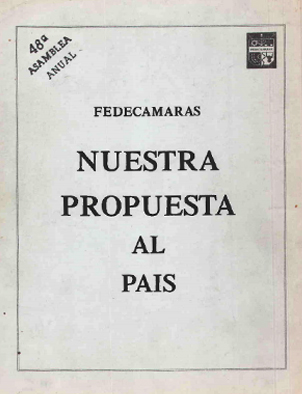 48ª
ASAMBLEA
ANUAL
FEDECAMARAS
NUESTRA
PROPUESTA
AL
PAIS